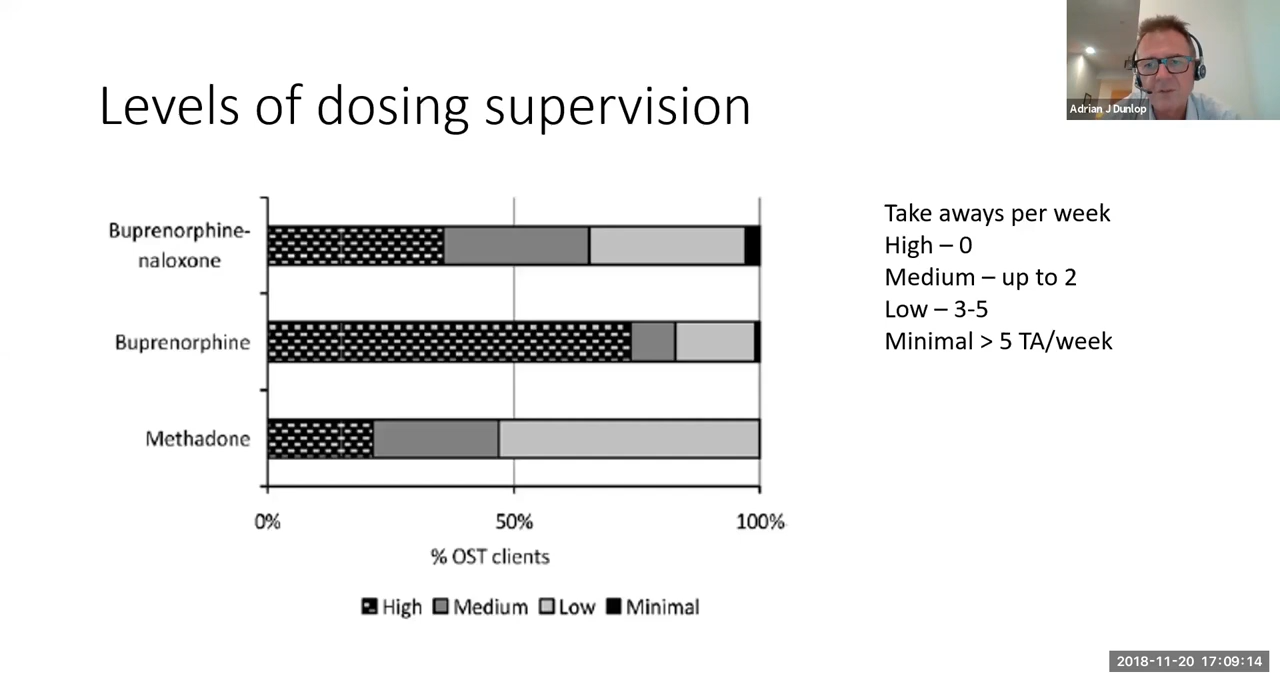 Levels of dosing supervision
Adrian J Dunlop
Buprenorphine-
naloxone
Buprenorphine
Methadone
0% 50% 100%
% OST clients
High Medium Low Minimal
Take aways per week
High – 0
Medium – up to 2
Low – 3-5
Minimal > 5 TA/week
2018-11-20 17:09:14